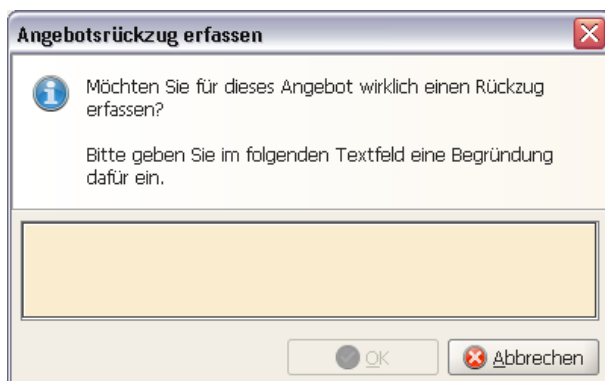 Angebotsrückzug erfassen
Möchten Sie für dieses Angebot wirklich einen Rückzug
erfassen?
Bitte geben Sie im folgenden Textfeld eine Begründung
dafür ein.
OK
Abbrechen